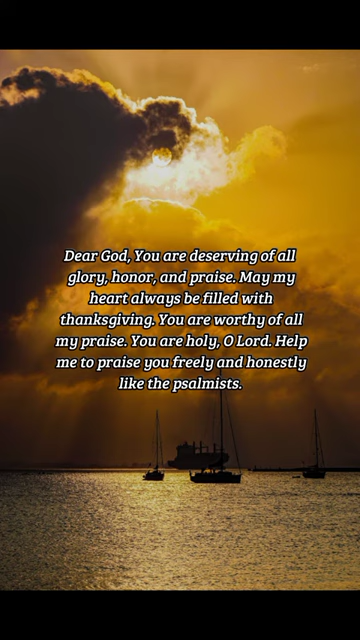 Dear God, You are deserving of all
glory, honor, and praise. May my
heart always be filled with
thanksgiving. You are worthy of all
my praise. You are holy, O Lord. Help
me to praise you freely and honestly
like the psalmists.